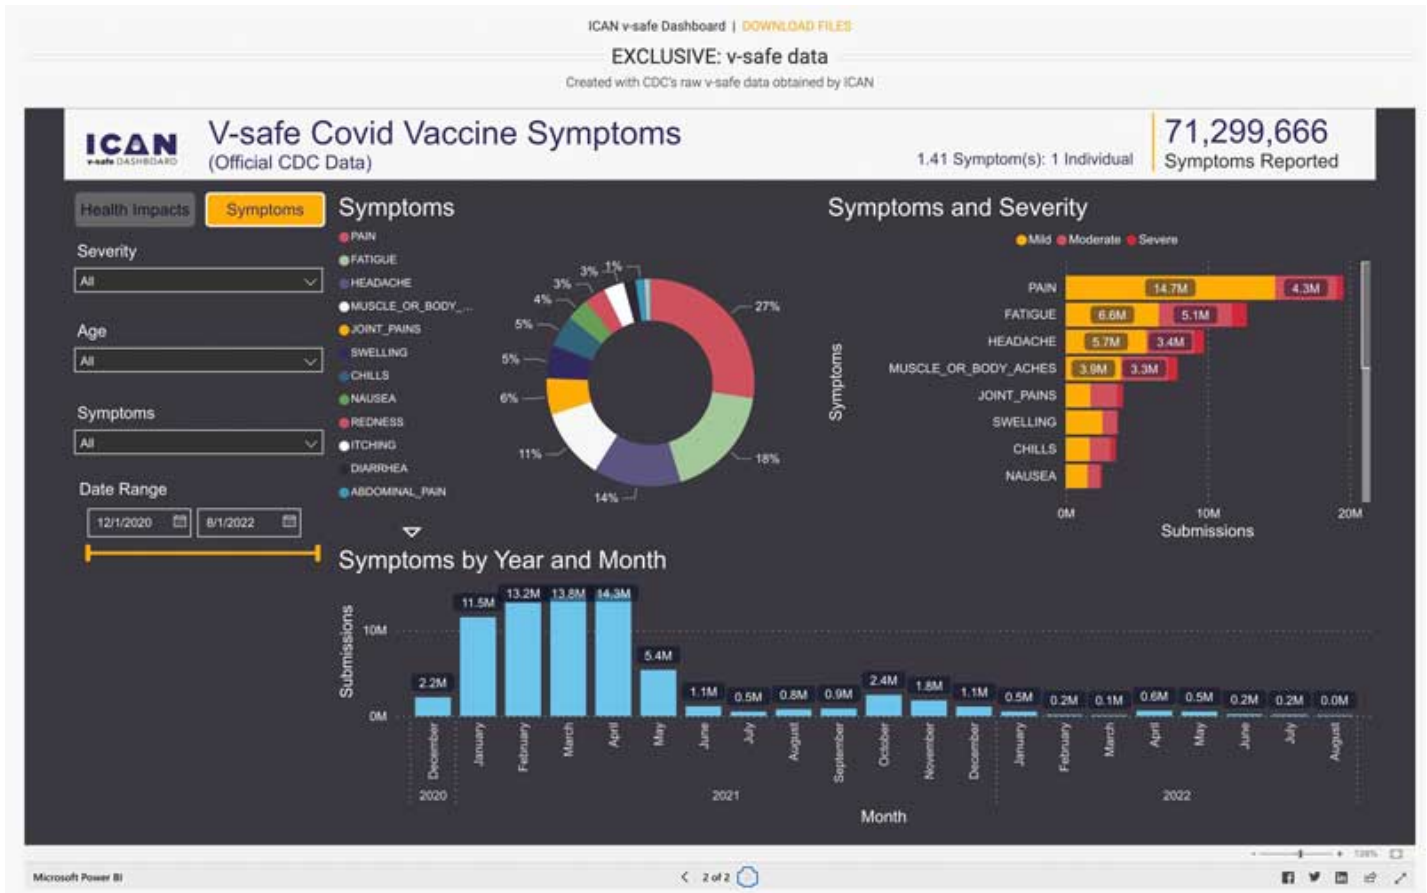 ICAN v-safe Dashboard | DOWNLOAD FILES
EXCLUSIVE: v-safe data
Created with CDC's raw v-safe data obtained by ICAN
ICAN
v-safe DASHBOARD
V-safe Covid Vaccine Symptoms
(Official CDC Data)
1.41 Symptom(s): 1 Individual
71,299,666
Symptoms Reported
Health Impacts
Symptoms
Severity
All
Age
All
Symptoms
All
Date Range
12/1/2020
8/1/2022
Symptoms
PAIN
FATIGUE
HEADACHE
MUSCLE_OR_BODY_...
JOINT_PAINS
SWELLING
CHILLS
NAUSEA
REDNESS
ITCHING
DIARRHEA
ABDOMINAL_PAIN
27%
18%
14%
11%
6%
5%
5%
4%
3%
3%
1%
Symptoms and Severity
Mild Moderate Severe
Symptoms
PAIN 14.7M 4.3M
FATIGUE 6.6M 5.1M
HEADACHE 5.7M 3.4M
MUSCLE_OR_BODY_ACHES 3.9M 3.3M
JOINT_PAINS
SWELLING
CHILLS
NAUSEA
0M 10M 20M
Submissions
Symptoms by Year and Month
Submissions
10M
0M
2.2M 11.5M 13.2M 13.8M 14.3M 5.4M 1.1M 0.5M 0.8M 0.9M 2.4M 1.8M 1.1M 0.5M 0.2M 0.1M 0.6M 0.5M 0.2M 0.2M 0.0M
December January February March April May June July August September October November December January February March April May June July August
2020 2021 2022
Month
Microsoft Power BI
2 of 2